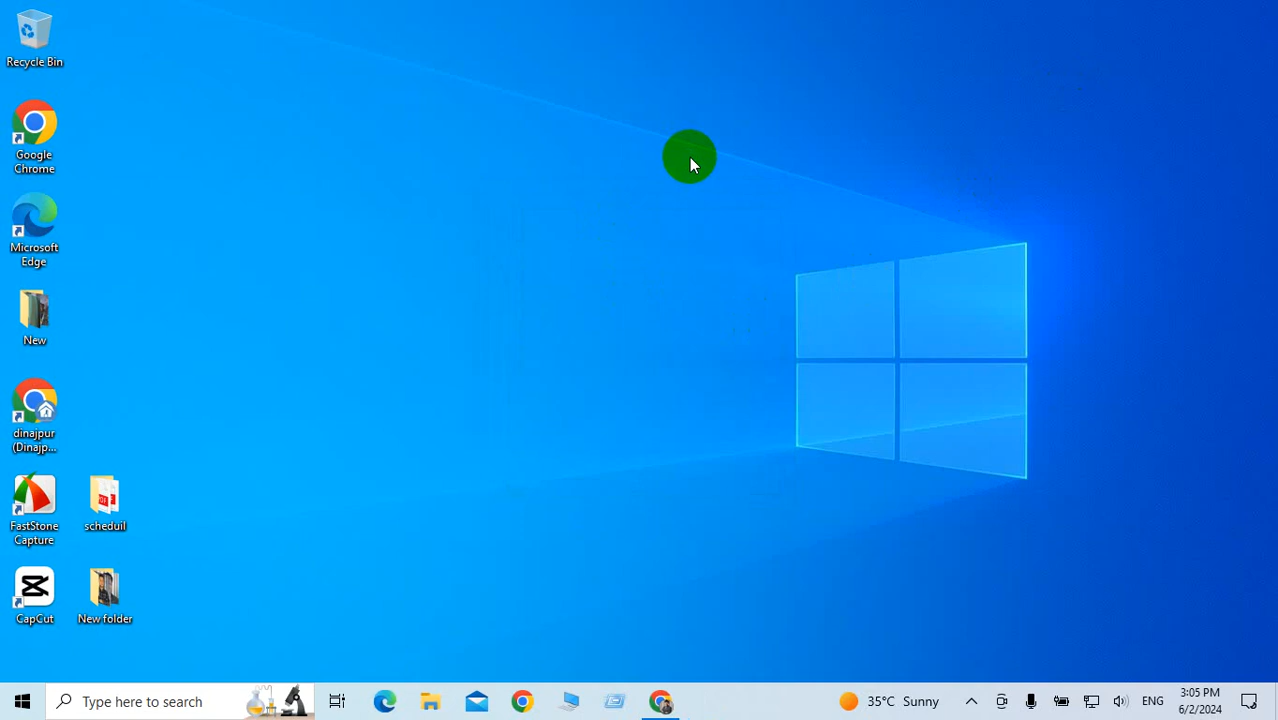 Recycle Bin
Google
Chrome
Microsoft
Edge
New
dinajpur
(Dinajp...
FastStone
Capture
scheduil
CapCut
New folder
Type here to search
35°C Sunny
ENG
3:05 PM
6/2/2024